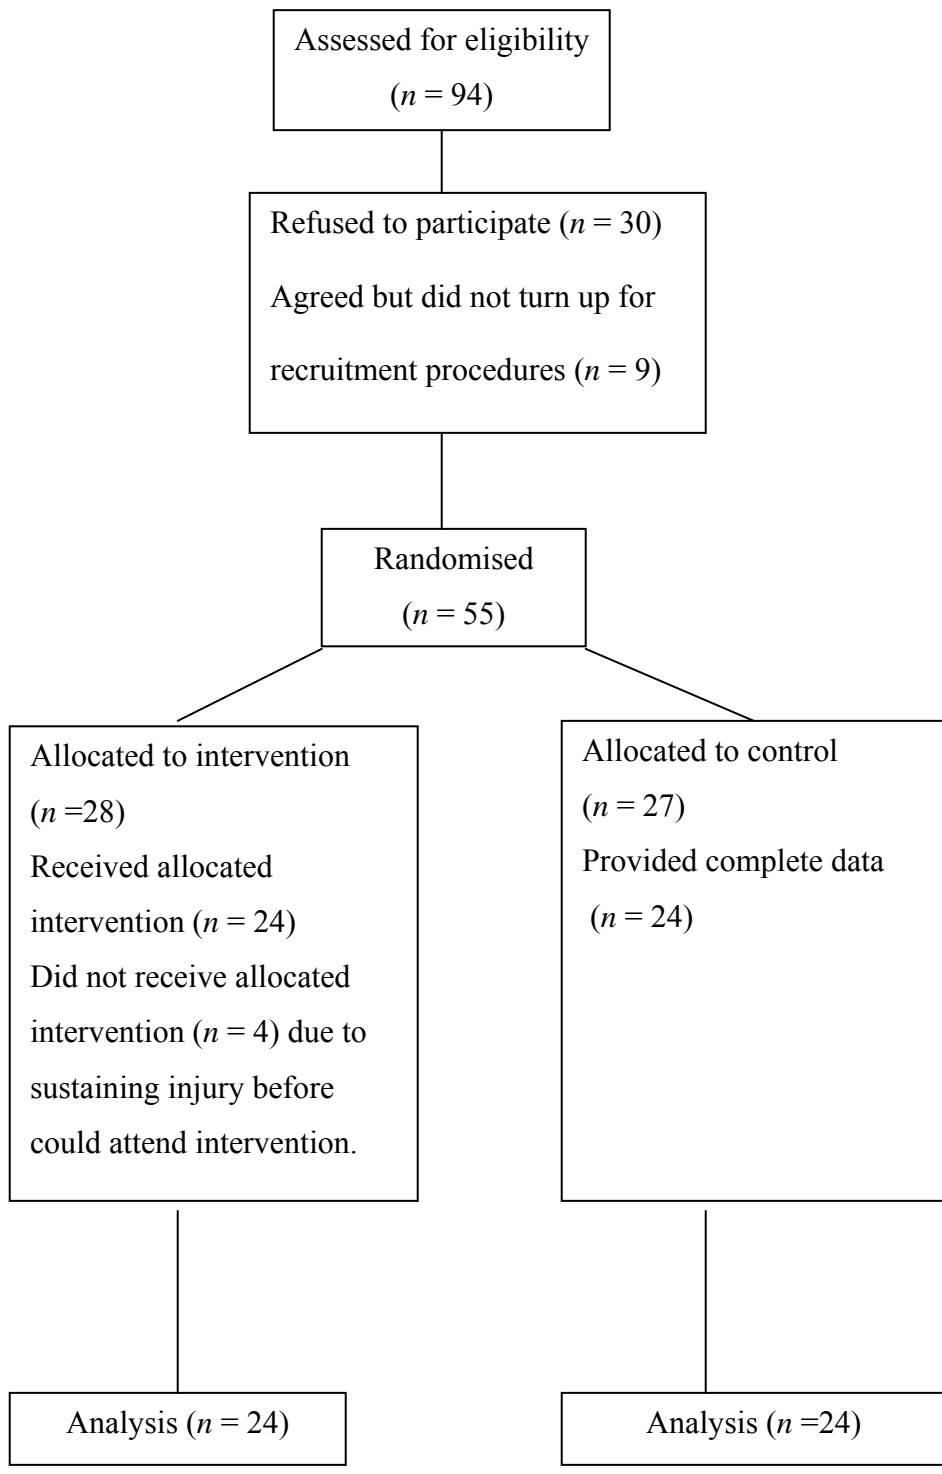 Assessed for eligibility
(n = 94)
Refused to participate (n = 30)
Agreed but did not turn up for
recruitment procedures (n = 9)
Randomised
(n = 55)
Allocated to intervention
(n =28)
Received allocated
intervention (n = 24)
Did not receive allocated
intervention (n = 4) due to
sustaining injury before
could attend intervention.
Allocated to control
(n = 27)
Provided complete data
(n = 24)
Analysis (n = 24)
Analysis (n =24)